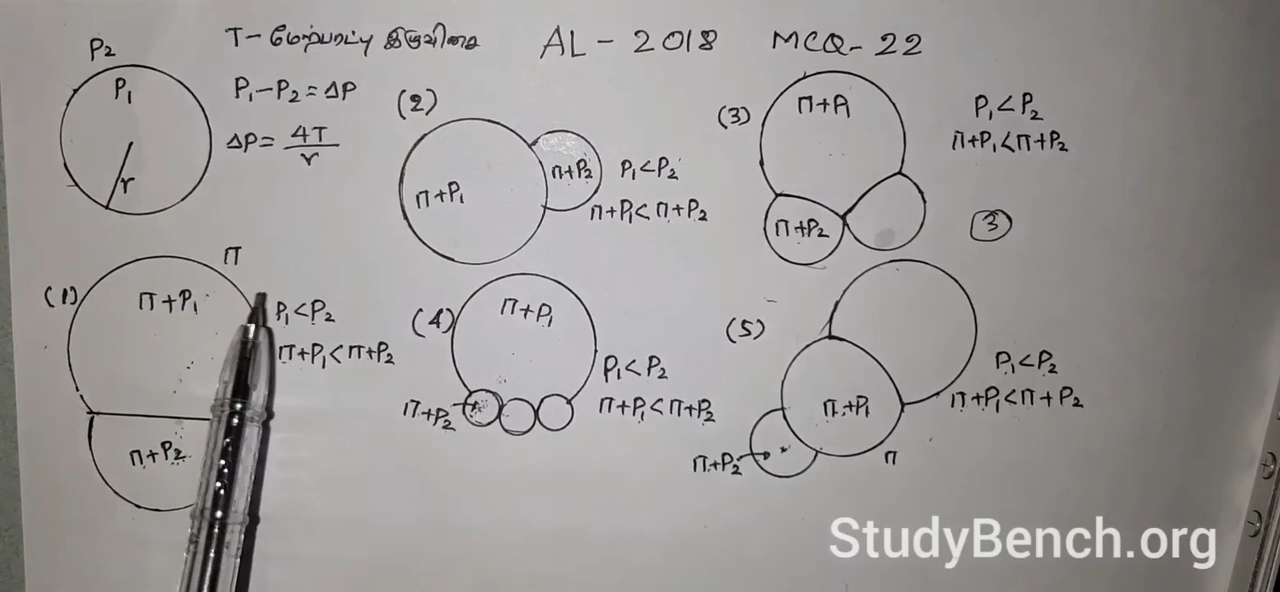 T - மேற்பரப்பு இழுவிசை AL - 2018 MCQ - 22
P2
P1
r
P1 - P2 = ΔP
ΔP = 4T / r
(2)
Π+P1
Π+P2
P1 < P2
Π+P1 < Π+P2
(3)
Π+P1
Π+P2
P1 < P2
Π+P1 < Π+P2
3
(1)
Π
Π+P1
P1 < P2
Π+P1 < Π+P2
Π+P2
(4)
Π+P1
Π+P2
P1 < P2
Π+P1 < Π+P2
(5)
Π+P1
Π+P2
Π
P1 < P2
Π+P1 < Π+P2
StudyBench.org